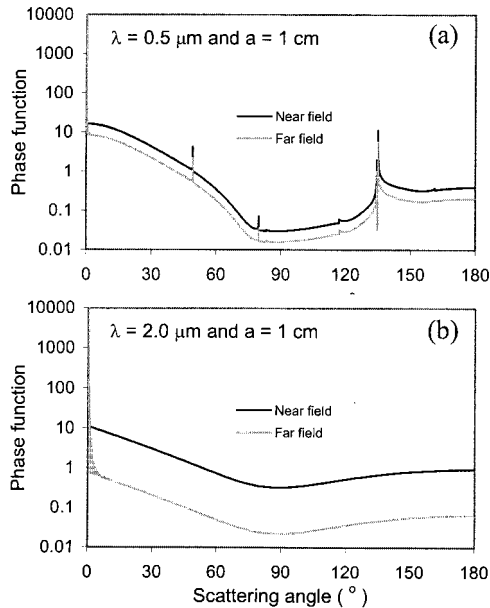 10000
1000
100
10
1
0.1
0.01
Phase function
λ = 0.5 μm and a = 1 cm
(a)
Near field
Far field
0
30
60
90
120
150
180
10000
1000
100
10
1
0.1
0.01
Phase function
λ = 2.0 μm and a = 1 cm
(b)
Near field
Far field
0
30
60
90
120
150
180
Scattering angle ( ° )